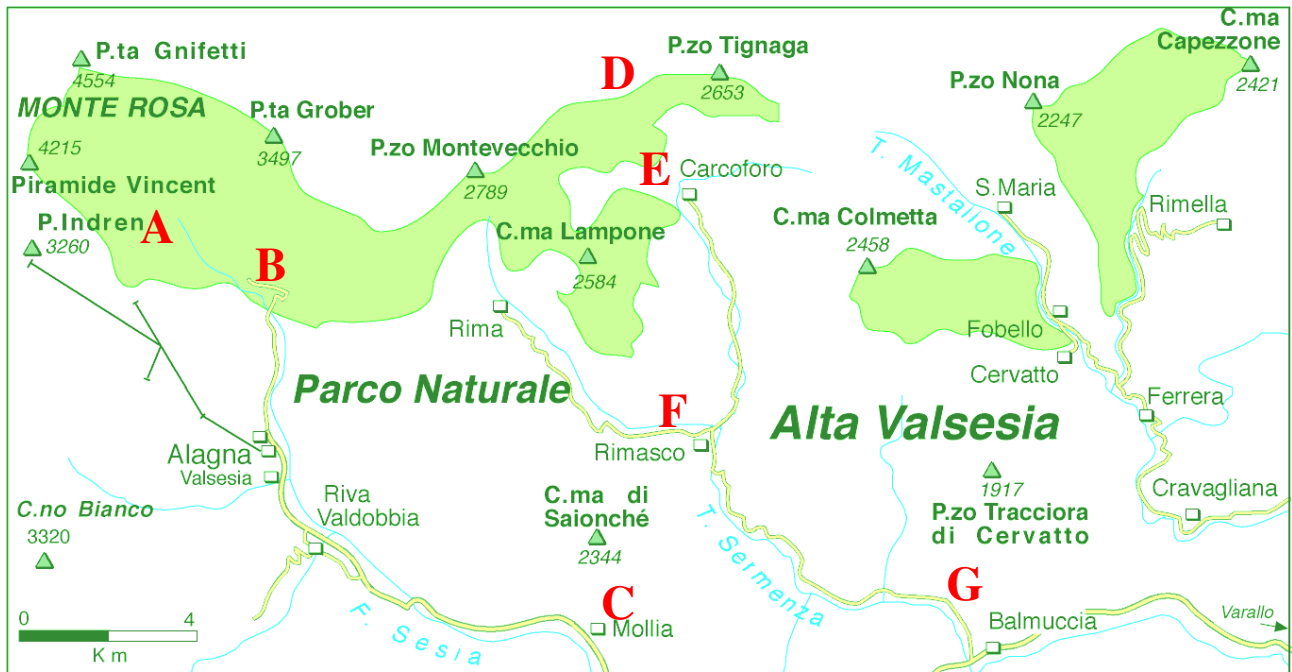 C.ma
Capezzone
2421
P.ta Gnifetti
4554
P.zo Tignaga
2653
D
P.zo Nona
2247
MONTE ROSA
P.ta Grober
3497
4215
Piramide Vincent
P.zo Montevecchio
2789
E
Carcoforo
T. Mastallone
S.Maria
Rimella
P.Indren
3260
A
B
C.ma Lampone
2584
C.ma Colmetta
2458
Rima
Fobello
Cervatto
Parco Naturale
Alta Valsesia
F
Rimasco
Ferrera
Alagna
Valsesia
Riva
Valdobbia
C.no Bianco
3320
C.ma di
Saionché
2344
T. Sermenza
1917
P.zo Tracciora
di Cervatto
Cravagliana
C
Mollia
F. Sesia
G
Balmuccia
Varallo
0 4
Km